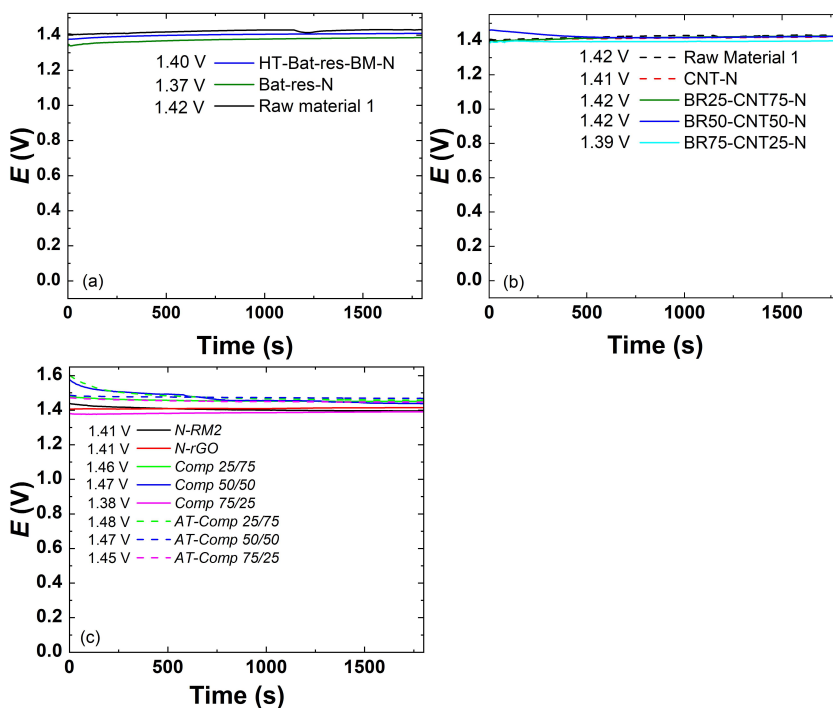 1.6
1.4
1.2
1.0
0.8
0.6
0.4
0.2
0.0
E (V)
1.40 V HT-Bat-res-BM-N
1.37 V Bat-res-N
1.42 V Raw material 1
(a)
0 500 1000 1500
Time (s)
1.6
1.4
1.2
1.0
0.8
0.6
0.4
0.2
0.0
E (V)
1.42 V Raw Material 1
1.41 V CNT-N
1.42 V BR25-CNT75-N
1.42 V BR50-CNT50-N
1.39 V BR75-CNT25-N
(b)
0 500 1000 1500
Time (s)
1.6
1.4
1.2
1.0
0.8
0.6
0.4
0.2
0.0
E (V)
1.41 V N-RM2
1.41 V N-rGO
1.46 V Comp 25/75
1.47 V Comp 50/50
1.38 V Comp 75/25
1.48 V AT-Comp 25/75
1.47 V AT-Comp 50/50
1.45 V AT-Comp 75/25
(c)
0 500 1000 1500
Time (s)